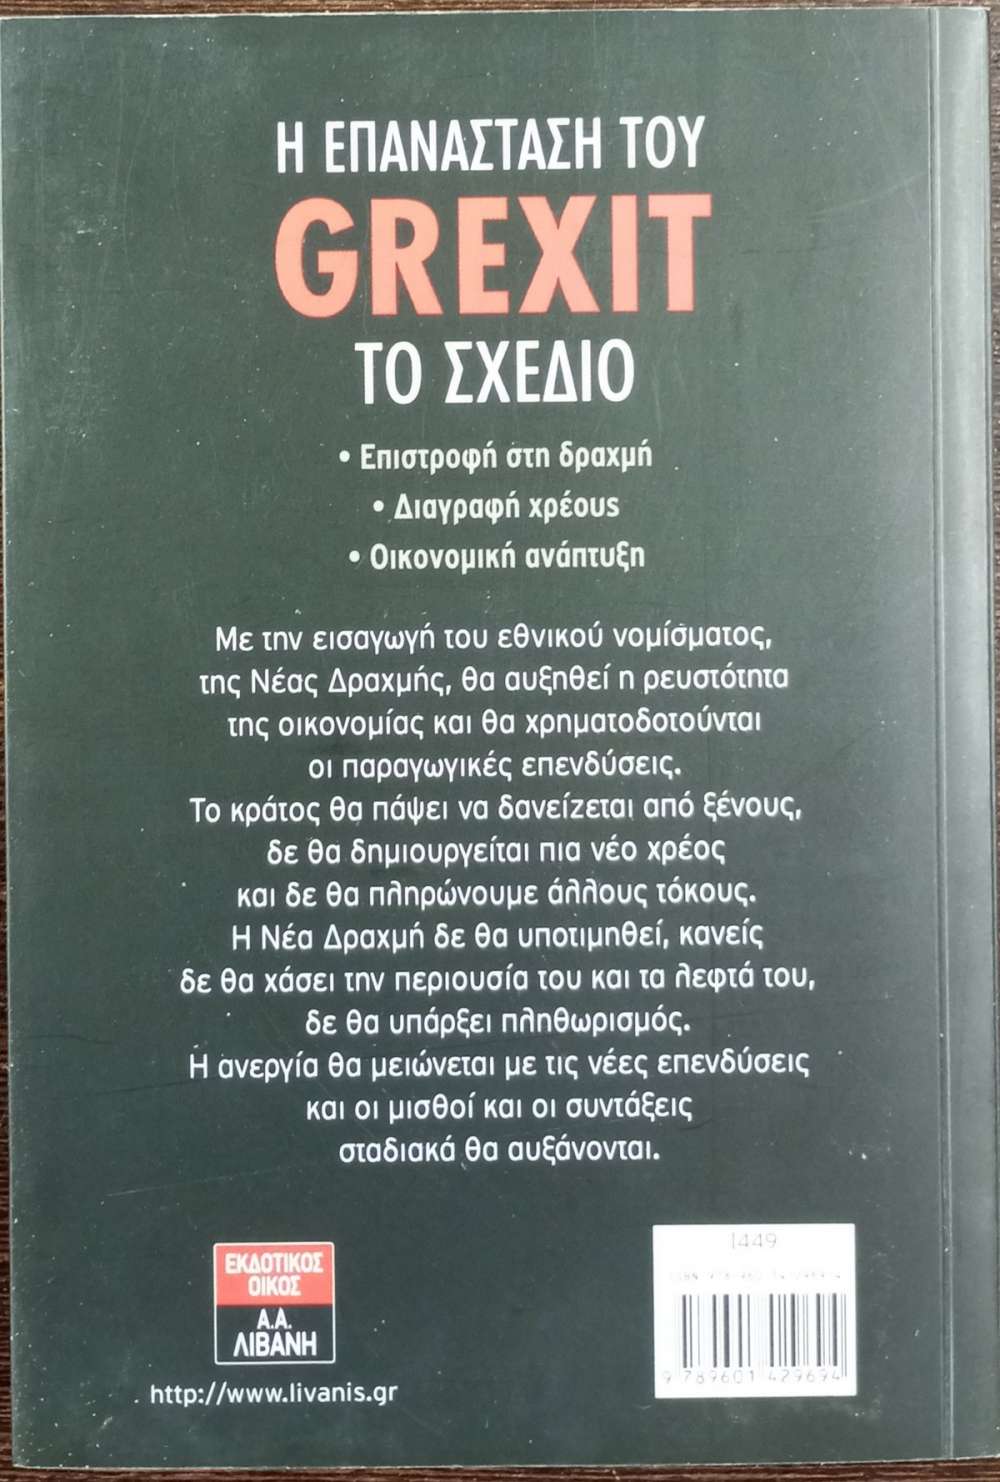 Η ΕΠΑΝΑΣΤΑΣΗ ΤΟΥ
GREXIT
ΤΟ ΣΧΕΔΙΟ
• Επιστροφή στη δραχμή
• Διαγραφή χρέους
• Οικονομική ανάπτυξη
Με την εισαγωγή του εθνικού νομίσματος,
της Νέας Δραχμής, θα αυξηθεί η ρευστότητα
της οικονομίας και θα χρηματοδοτούνται
οι παραγωγικές επενδύσεις.
Το κράτος θα πάψει να δανείζεται από ξένους,
δε θα δημιουργείται πια νέο χρέος
και δε θα πληρώνουμε άλλους τόκους.
Η Νέα Δραχμή δε θα υποτιμηθεί, κανείς
δε θα χάσει την περιουσία του και τα λεφτά του,
δε θα υπάρξει πληθωρισμός.
Η ανεργία θα μειώνεται με τις νέες επενδύσεις
και οι μισθοί και οι συντάξεις
σταδιακά θα αυξάνονται.
ΕΚΔΟΤΙΚΟΣ
ΟΙΚΟΣ
Α.Α.
ΛΙΒΑΝΗ
http://www.livanis.gr
1449
ISBN
9 789601 429694